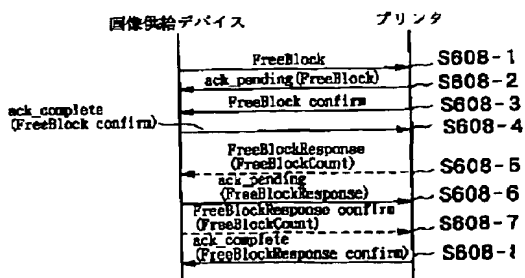 画像供給デバイス
プリンタ
FreeBlock
S608-1
ack_pending(FreeBlock)
S608-2
FreeBlock confirm
S608-3
ack_complete
(FreeBlock confirm)
S608-4
FreeBlockResponse
(FreeBlockCount)
S608-5
ack_pending
(FreeBlockResponse)
S608-6
FreeBlockResponse confirm
(FreeBlockCount)
S608-7
ack_complete
(FreeBlockResponse confirm)
S608-8